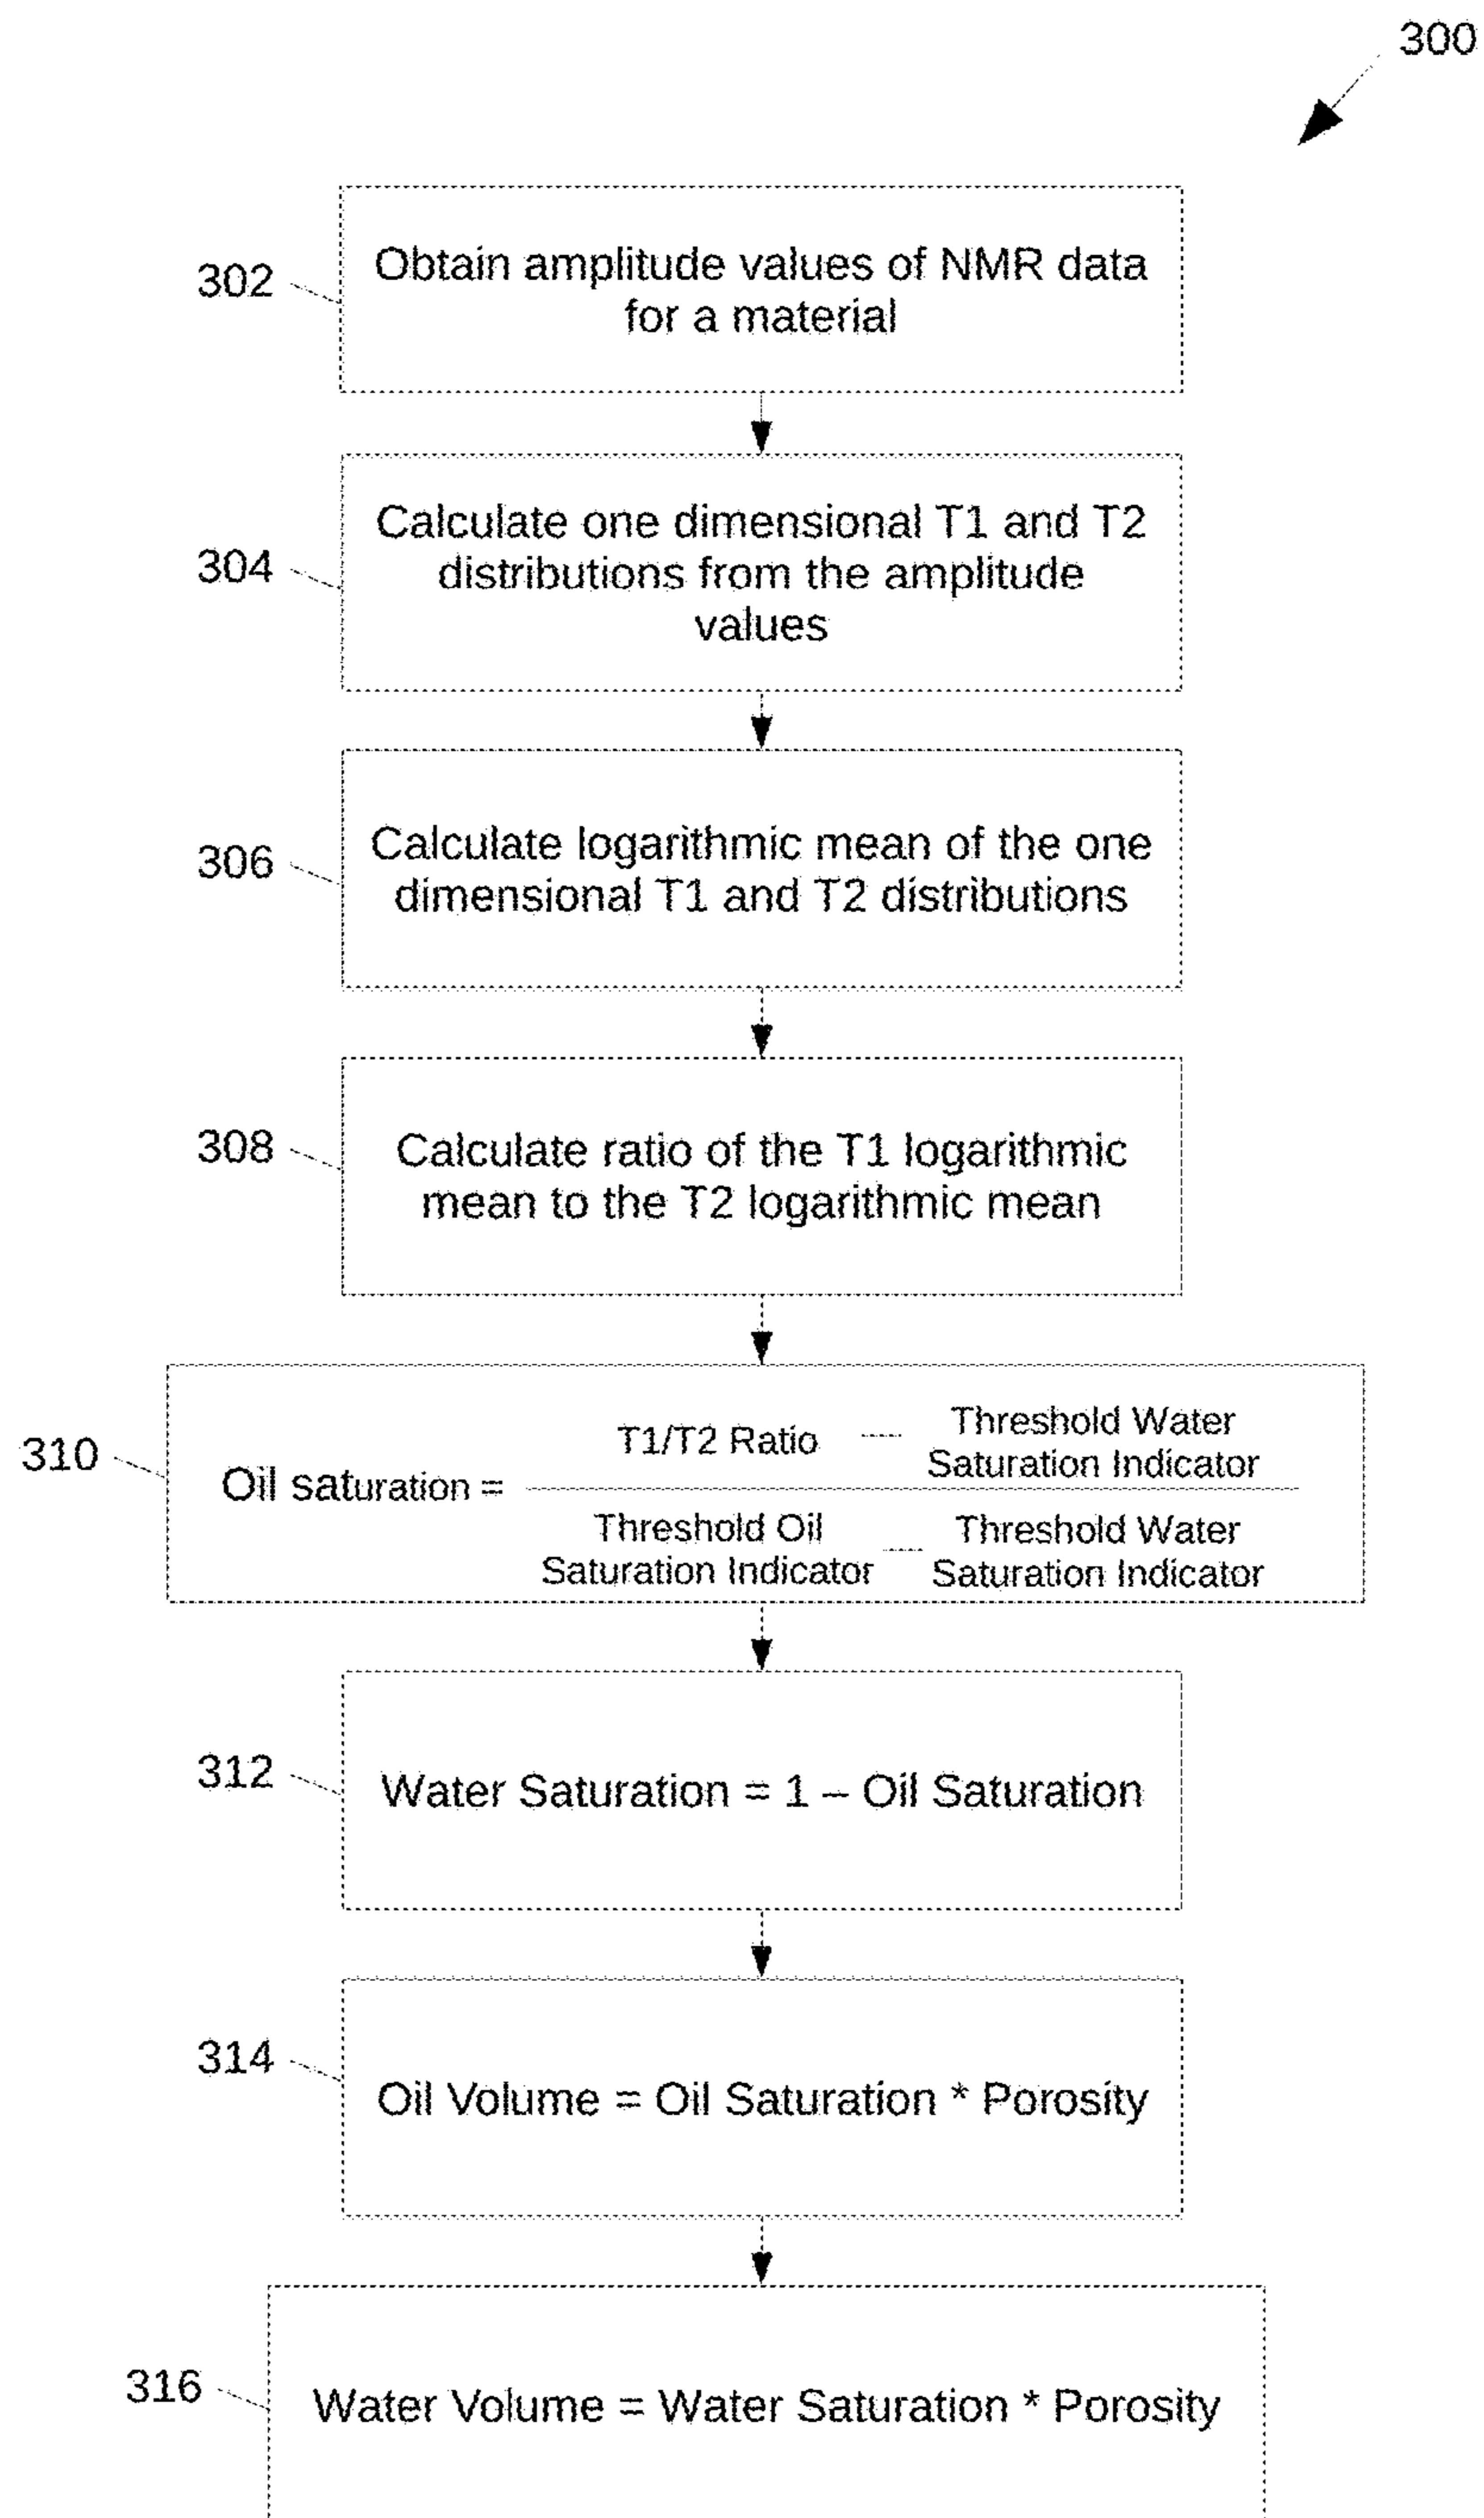 300
302
Obtain amplitude values of NMR data
for a material
304
Calculate one dimensional T1 and T2
distributions from the amplitude
values
306
Calculate logarithmic mean of the one
dimensional T1 and T2 distributions
308
Calculate ratio of the T1 logarithmic
mean to the T2 logarithmic mean
310
Oil saturation =
T1/T2 Ratio — Threshold Water
Saturation Indicator
Threshold Oil
Saturation Indicator — Threshold Water
Saturation Indicator
312
Water Saturation = 1 – Oil Saturation
314
Oil Volume = Oil Saturation * Porosity
316
Water Volume = Water Saturation * Porosity